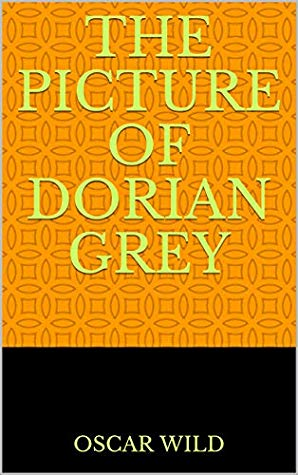 THE
PICTURE
OF
DORIAN
GREY
OSCAR WILD